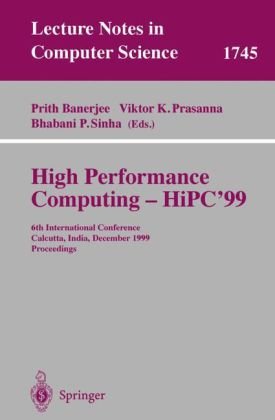 Lecture Notes in
Computer Science 1745
Prith Banerjee Viktor K. Prasanna
Bhabani P. Sinha (Eds.)
High Performance
Computing – HiPC’99
6th International Conference
Calcutta, India, December 1999
Proceedings
Springer